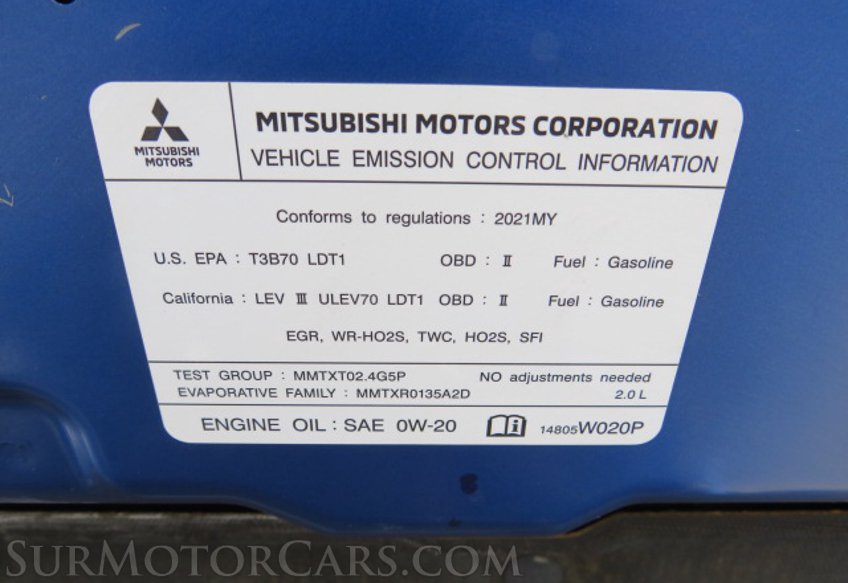 MITSUBISHI
MOTORS
MITSUBISHI MOTORS CORPORATION
VEHICLE EMISSION CONTROL INFORMATION
Conforms to regulations : 2021MY
U.S. EPA : T3B70 LDT1 OBD : Ⅱ Fuel : Gasoline
California : LEV Ⅲ ULEV70 LDT1 OBD : Ⅱ Fuel : Gasoline
EGR, WR-HO2S, TWC, HO2S, SFI
TEST GROUP : MMTXT02.4G5P NO adjustments needed
EVAPORATIVE FAMILY : MMTXR0135A2D 2.0 L
ENGINE OIL : SAE 0W-20 14805W020P
SURMOTORCARS.COM